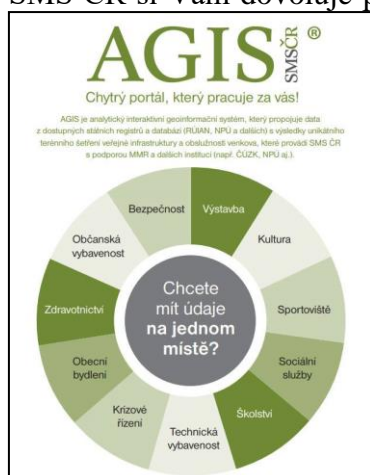 SMS ČR si Vám dovoluje p
AGIS SMSČR ®
Chytrý portál, který pracuje za vás!
AGIS je analytický interaktivní geoinformační systém, který propojuje data
z dostupných státních registrů a databází (RÚIAN, NPÚ a dalších) s výsledky unikátního
terénního šetření veřejné infrastruktury a obslužnosti venkova, které provádí SMS ČR
s podporou MMR a dalších institucí (např. ČÚZK, NPÚ aj.).
Bezpečnost
Výstavba
Občanská
vybavenost
Kultura
Zdravotnictví
Chcete
mít údaje
na jednom
místě?
Sportoviště
Obecní
bydlení
Sociální
služby
Krizové
řízení
Školství
Technická
vybavenost